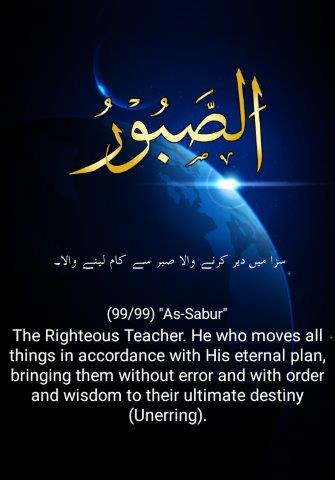 الصَّبُوْرُ
سزا میں دیر کرنے والا صبر سے کام لینے والا۔
(99/99) "As-Sabur"
The Righteous Teacher. He who moves all
things in accordance with His eternal plan,
bringing them without error and with order
and wisdom to their ultimate destiny
(Unerring).